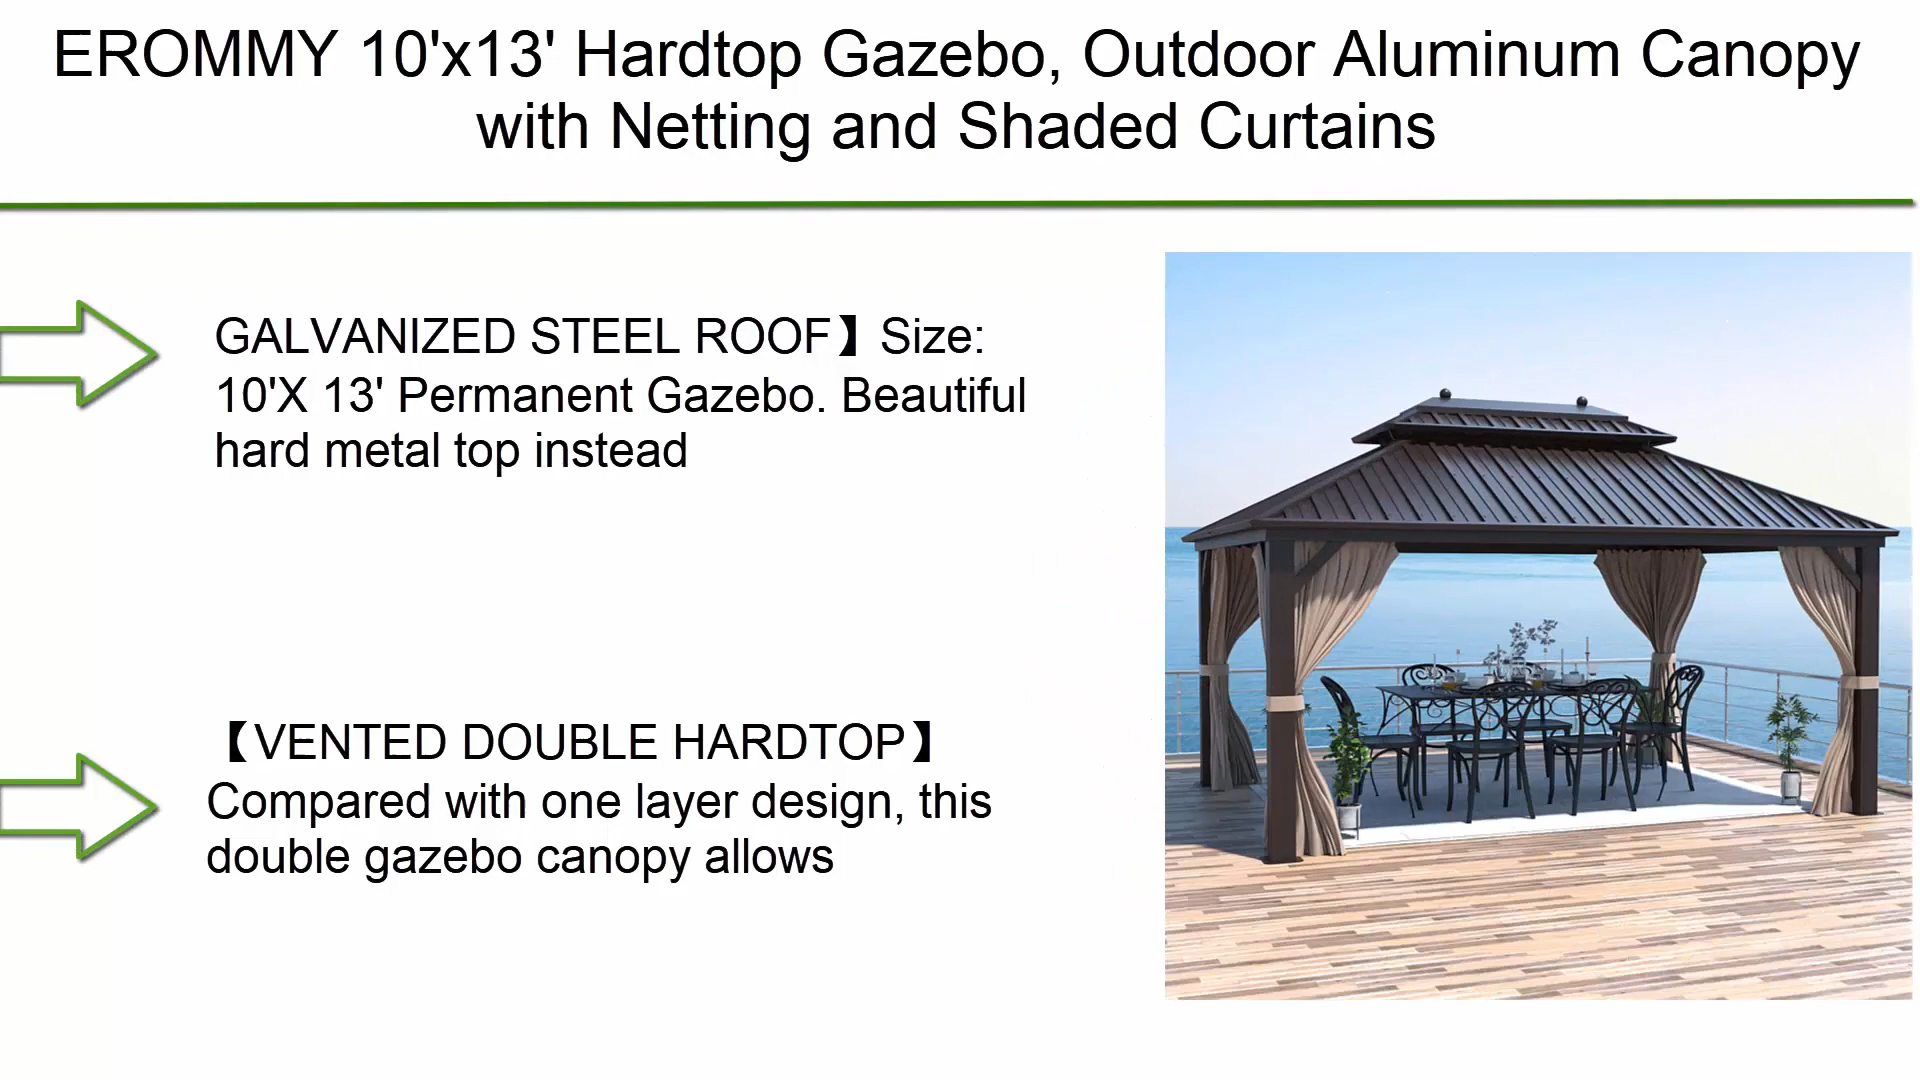 EROMMY 10'x13' Hardtop Gazebo, Outdoor Aluminum Canopy
with Netting and Shaded Curtains
GALVANIZED STEEL ROOF】Size:
10'X 13' Permanent Gazebo. Beautiful
hard metal top instead
【VENTED DOUBLE HARDTOP】
Compared with one layer design, this
double gazebo canopy allows